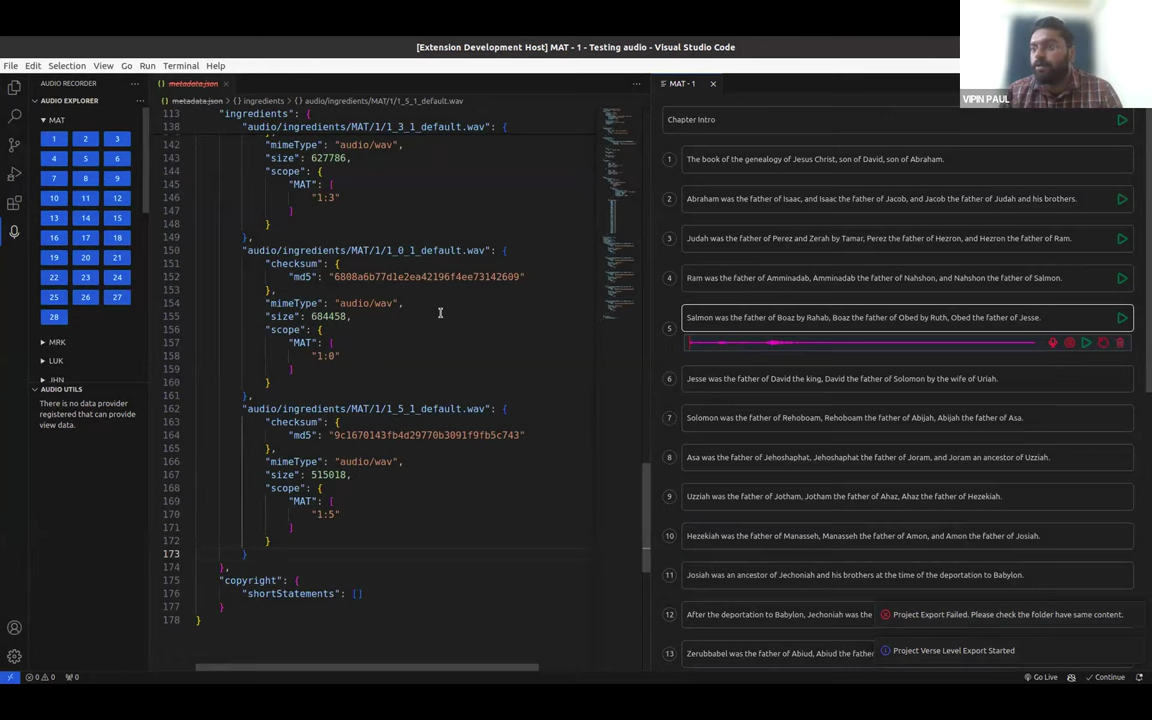 [Extension Development Host] MAT - 1 - Testing audio - Visual Studio Code
VIPIN PAUL
File Edit Selection View Go Run Terminal Help
AUDIO RECORDER
AUDIO EXPLORER
MAT
1 2 3
4 5 6
7 8 9
10 11 12
13 14 15
16 17 18
19 20 21
22 23 24
25 26 27
28
MRK
LUK
JHN
AUDIO UTILS
There is no data provider
registered that can provide
view data.
metadata.json
metadata.json > {} ingredients > {} audio/ingredients/MAT/1/1_5_1_default.wav
113 "ingredients": {
138 "audio/ingredients/MAT/1/1_3_1_default.wav": {
142 "mimeType": "audio/wav",
143 "size": 627786,
144 "scope": {
145 "MAT": [
146 "1:3"
147 ]
148 }
149 },
150 "audio/ingredients/MAT/1/1_0_1_default.wav": {
151 "checksum": {
152 "md5": "6808a6b77d1e2ea42196f4ee73142609"
153 },
154 "mimeType": "audio/wav",
155 "size": 684458,
156 "scope": {
157 "MAT": [
158 "1:0"
159 ]
160 }
161 },
162 "audio/ingredients/MAT/1/1_5_1_default.wav": {
163 "checksum": {
164 "md5": "9c1670143fb4d29770b3091f9fb5c743"
165 },
166 "mimeType": "audio/wav",
167 "size": 515018,
168 "scope": {
169 "MAT": [
170 "1:5"
171 ]
172 }
173 }
174 },
175 "copyright": {
176 "shortStatements": []
177 }
178 }
MAT - 1
Chapter Intro
1 The book of the genealogy of Jesus Christ, son of David, son of Abraham.
2 Abraham was the father of Isaac, and Isaac the father of Jacob, and Jacob the father of Judah and his brothers.
3 Judah was the father of Perez and Zerah by Tamar, Perez the father of Hezron, and Hezron the father of Ram.
4 Ram was the father of Amminadab, Amminadab the father of Nahshon, and Nahshon the father of Salmon.
5 Salmon was the father of Boaz by Rahab, Boaz the father of Obed by Ruth, Obed the father of Jesse.
6 Jesse was the father of David the king, David the father of Solomon by the wife of Uriah.
7 Solomon was the father of Rehoboam, Rehoboam the father of Abijah, Abijah the father of Asa.
8 Asa was the father of Jehoshaphat, Jehoshaphat the father of Joram, and Joram an ancestor of Uzziah.
9 Uzziah was the father of Jotham, Jotham the father of Ahaz, Ahaz the father of Hezekiah.
10 Hezekiah was the father of Manasseh, Manasseh the father of Amon, and Amon the father of Josiah.
11 Josiah was an ancestor of Jechoniah and his brothers at the time of the deportation to Babylon.
12 After the deportation to Babylon, Jechoniah was the
Project Export Failed. Please check the folder have same content.
13 Zerubbabel was the father of Abiud, Abiud the father
Project Verse Level Export Started
0 0 0
Go Live
Continue